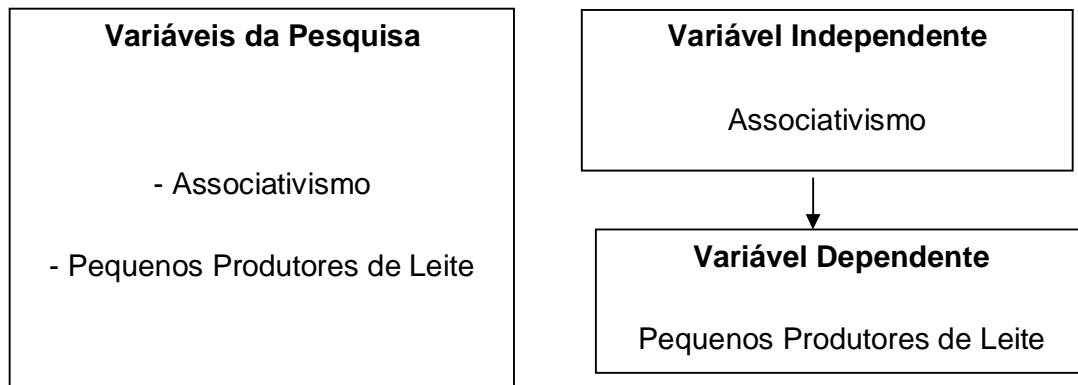 Variáveis da Pesquisa
- Associativismo
- Pequenos Produtores de Leite
Variável Independente
Associativismo
Variável Dependente
Pequenos Produtores de Leite